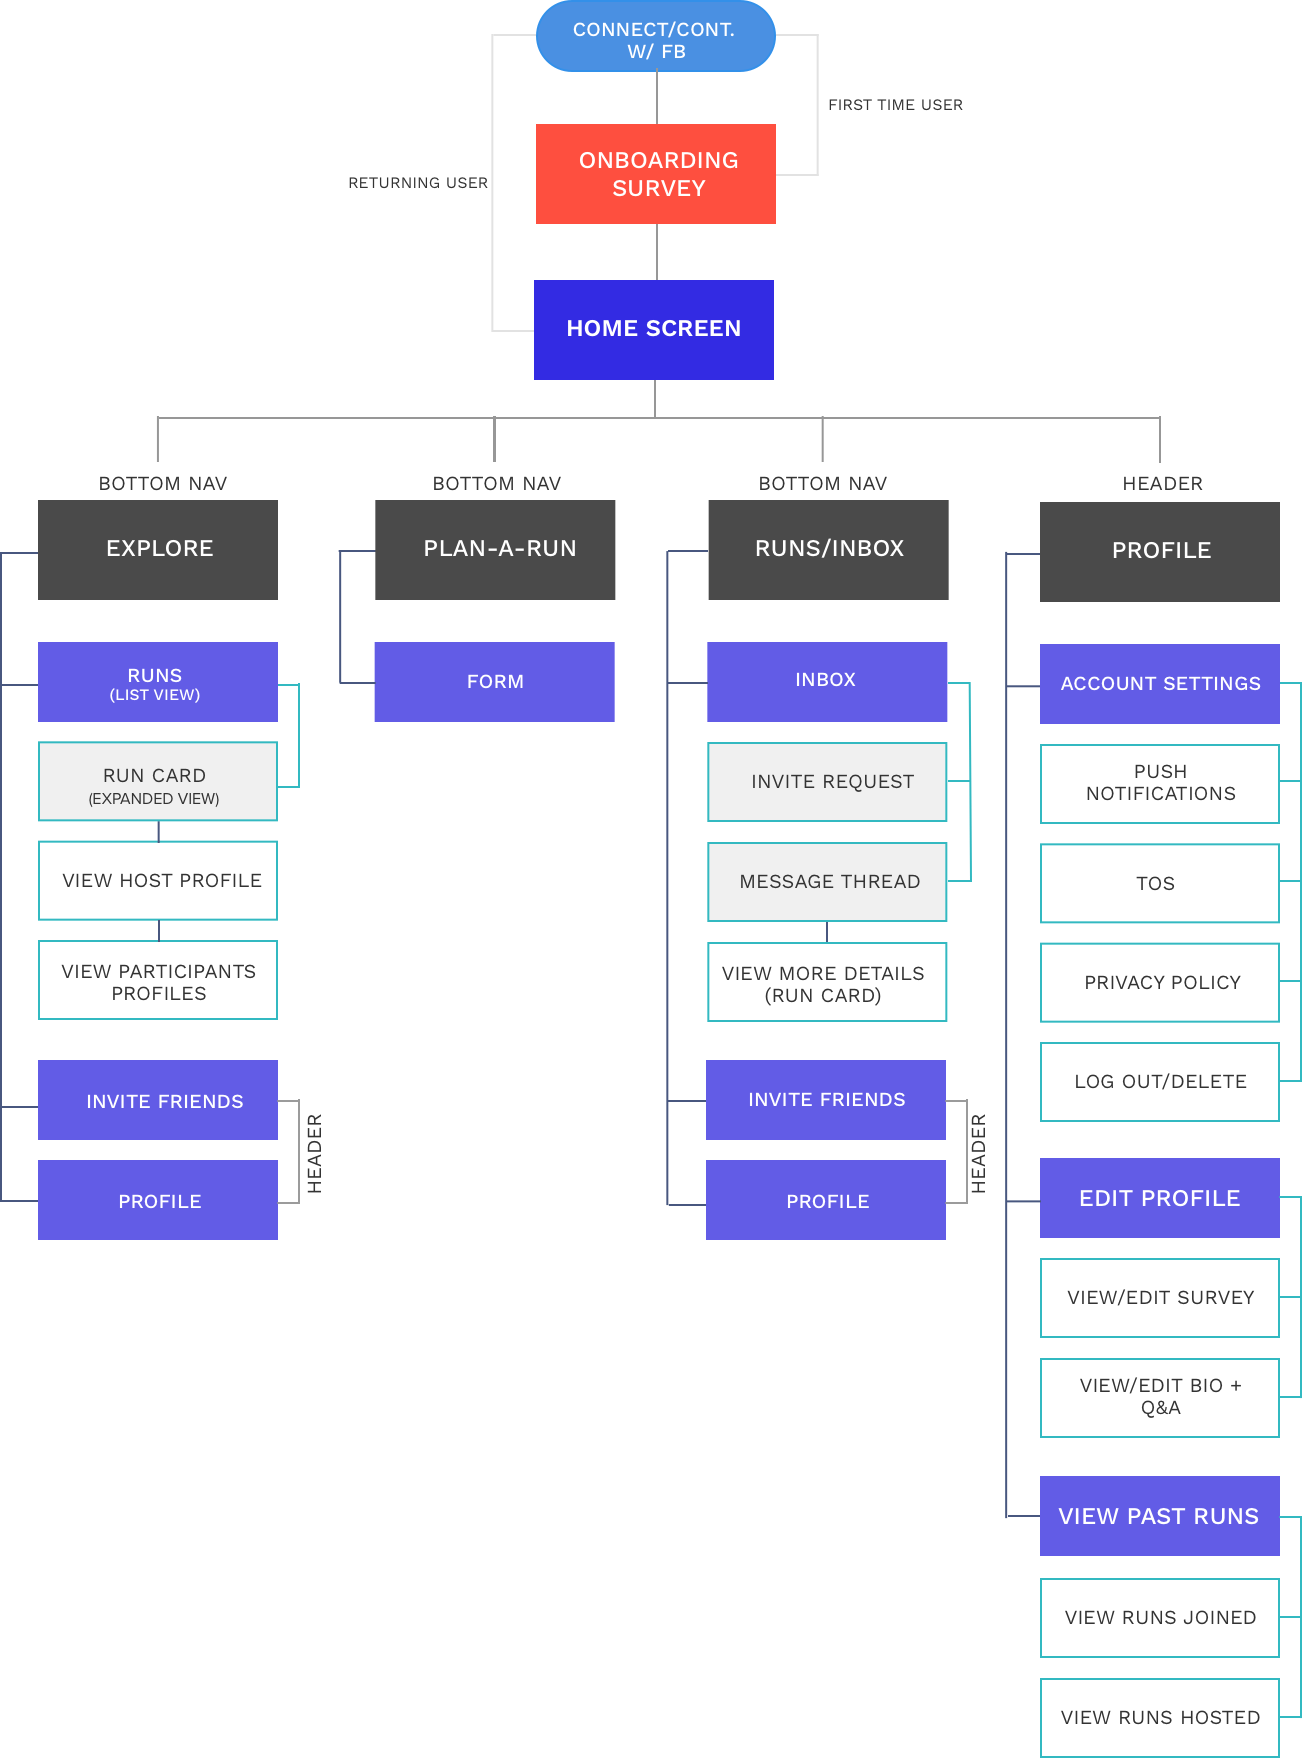 CONNECT/CONT.
W/ FB
FIRST TIME USER
ONBOARDING
SURVEY
RETURNING USER
HOME SCREEN
BOTTOM NAV
EXPLORE
RUNS
(LIST VIEW)
RUN CARD
(EXPANDED VIEW)
VIEW HOST PROFILE
VIEW PARTICIPANTS
PROFILES
INVITE FRIENDS
PROFILE
HEADER
BOTTOM NAV
PLAN-A-RUN
FORM
BOTTOM NAV
RUNS/INBOX
INBOX
INVITE REQUEST
MESSAGE THREAD
VIEW MORE DETAILS
(RUN CARD)
INVITE FRIENDS
PROFILE
HEADER
HEADER
PROFILE
ACCOUNT SETTINGS
PUSH
NOTIFICATIONS
TOS
PRIVACY POLICY
LOG OUT/DELETE
EDIT PROFILE
VIEW/EDIT SURVEY
VIEW/EDIT BIO +
Q&A
VIEW PAST RUNS
VIEW RUNS JOINED
VIEW RUNS HOSTED